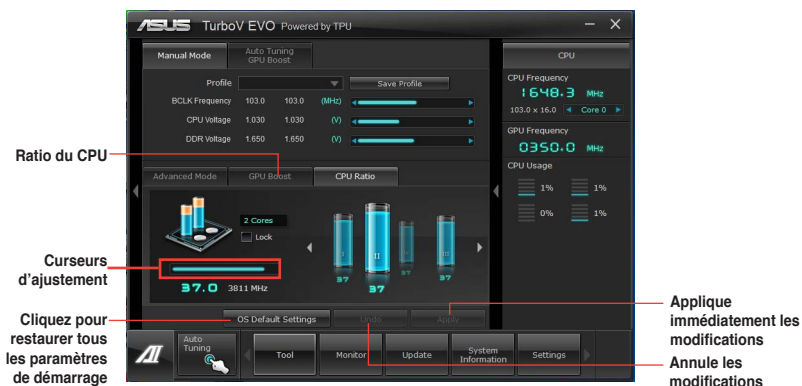 ASUS TurboV EVO Powered by TPU
Manual Mode
Auto Tuning
GPU Boost
CPU
Profile
Save Profile
BCLK Frequency 103.0 103.0 (MHz)
CPU Voltage 1.030 1.030 (V)
DDR Voltage 1.650 1.650 (V)
CPU Frequency
1648.3 MHz
103.0 x 16.0 Core 0
GPU Frequency
0350.0 MHz
CPU Usage
1% 1%
0% 1%
Ratio du CPU
Advanced Mode
GPU Boost
CPU Ratio
2 Cores
Lock
I
II
III
37
37
37
37
37.0 3811 MHz
Curseurs
d'ajustement
OS Default Settings
Undo
Apply
Cliquez pour
restaurer tous
les paramètres
de démarrage
Applique
immédiatement les
modifications
Annule les
modifications
Auto
Tuning
Tool
Monitor
Update
System
Information
Settings